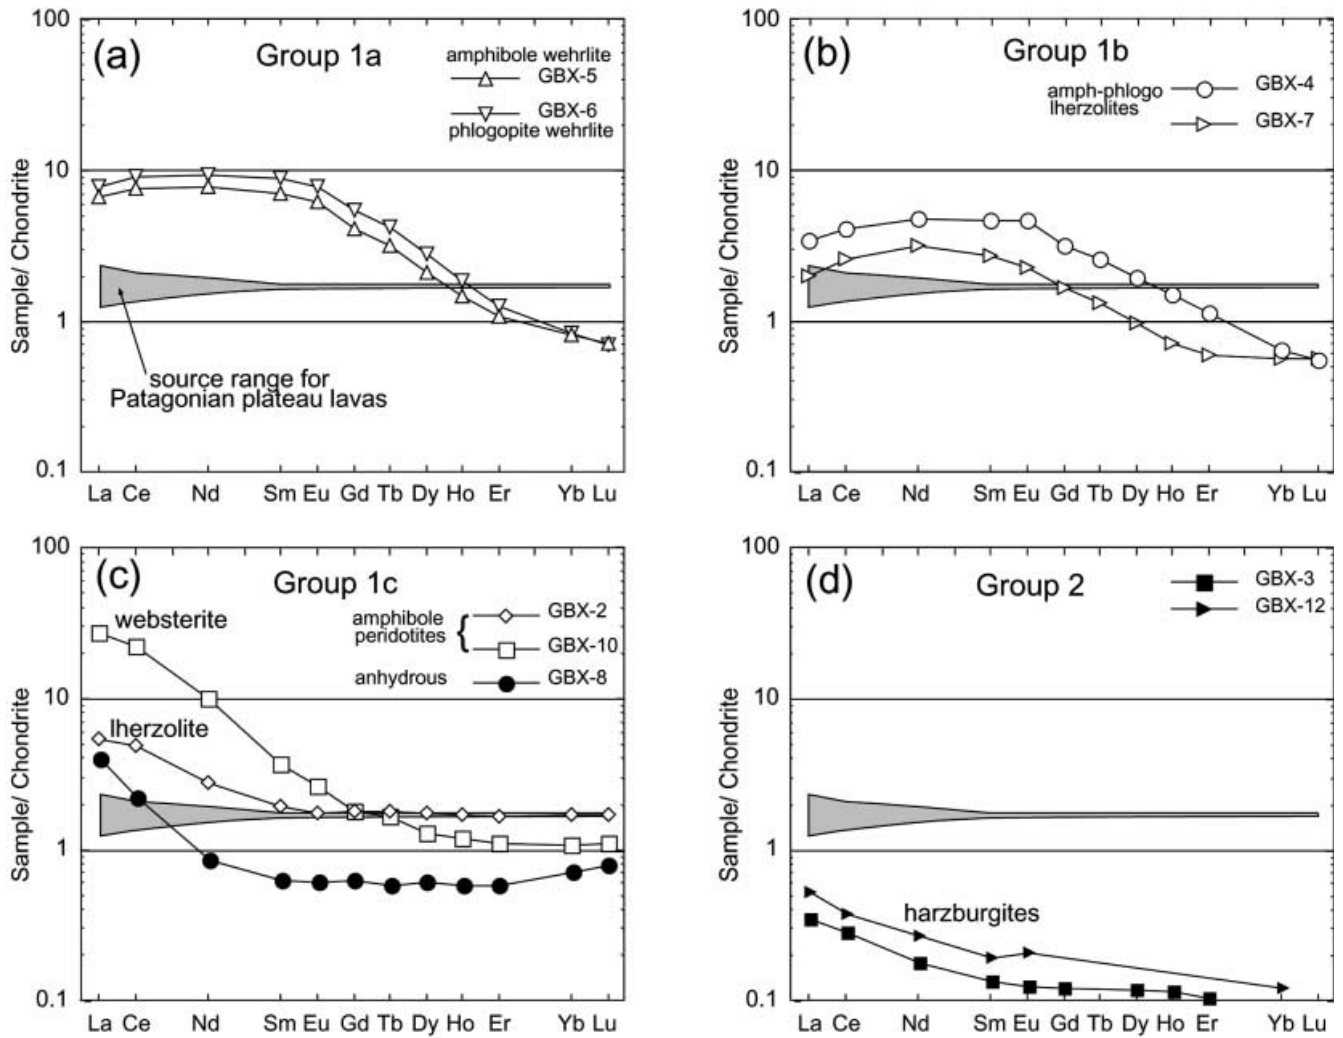 (a)
Group 1a
amphibole wehrlite
GBX-5
GBX-6
phlogopite wehrlite
Sample/ Chondrite
100
10
1
0.1
source range for
Patagonian plateau lavas
La Ce Nd Sm Eu Gd Tb Dy Ho Er Yb Lu
(b)
Group 1b
amph-phlogo
lherzolites
GBX-4
GBX-7
Sample/ Chondrite
100
10
1
0.1
La Ce Nd Sm Eu Gd Tb Dy Ho Er Yb Lu
(c)
Group 1c
websterite
amphibole
peridotites
{
GBX-2
GBX-10
anhydrous
GBX-8
lherzolite
Sample/ Chondrite
100
10
1
0.1
La Ce Nd Sm Eu Gd Tb Dy Ho Er Yb Lu
(d)
Group 2
GBX-3
GBX-12
harzburgites
Sample/ Chondrite
100
10
1
0.1
La Ce Nd Sm Eu Gd Tb Dy Ho Er Yb Lu